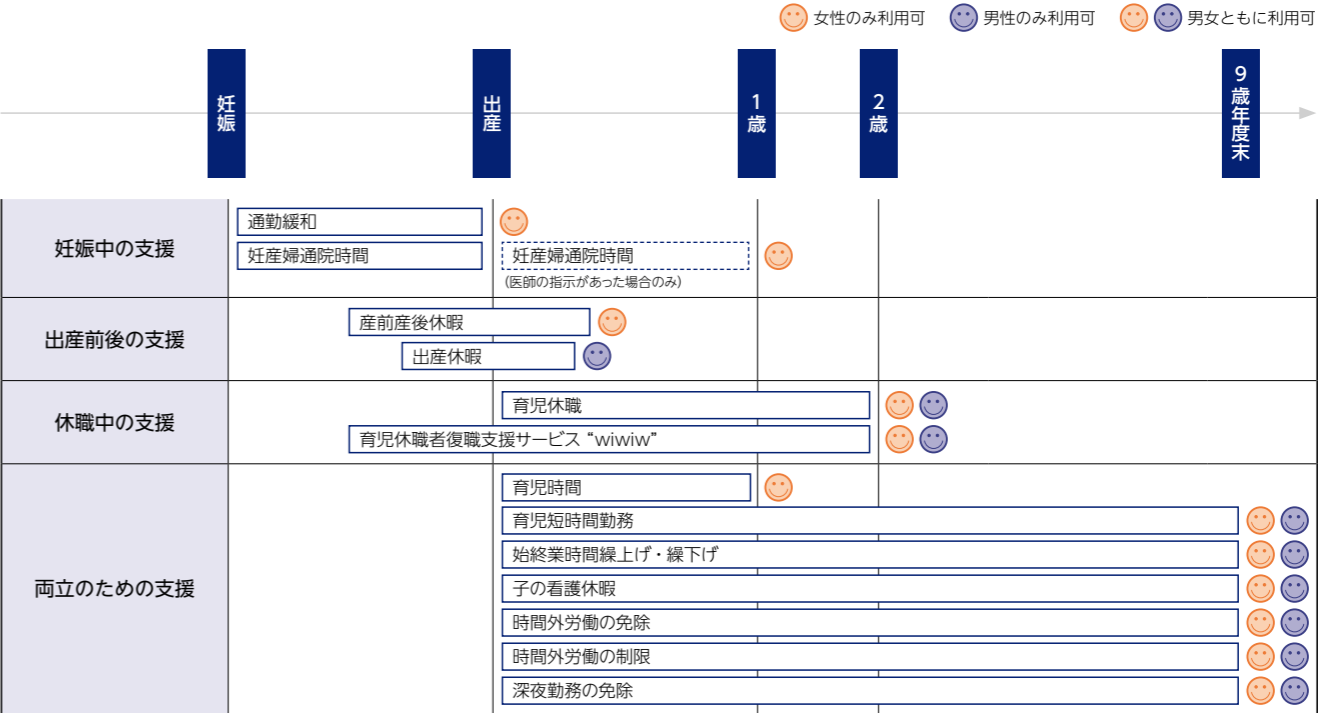 女性のみ利用可 男性のみ利用可 男女ともに利用可
妊娠
出産
1歳
2歳
9歳年度末
妊娠中の支援
通勤緩和
妊産婦通院時間
妊産婦通院時間
(医師の指示があった場合のみ)
出産前後の支援
産前産後休暇
出産休暇
休職中の支援
育児休職
育児休職者復職支援サービス “wiwiw”
両立のための支援
育児時間
育児短時間勤務
始終業時間繰上げ・繰下げ
子の看護休暇
時間外労働の免除
時間外労働の制限
深夜勤務の免除